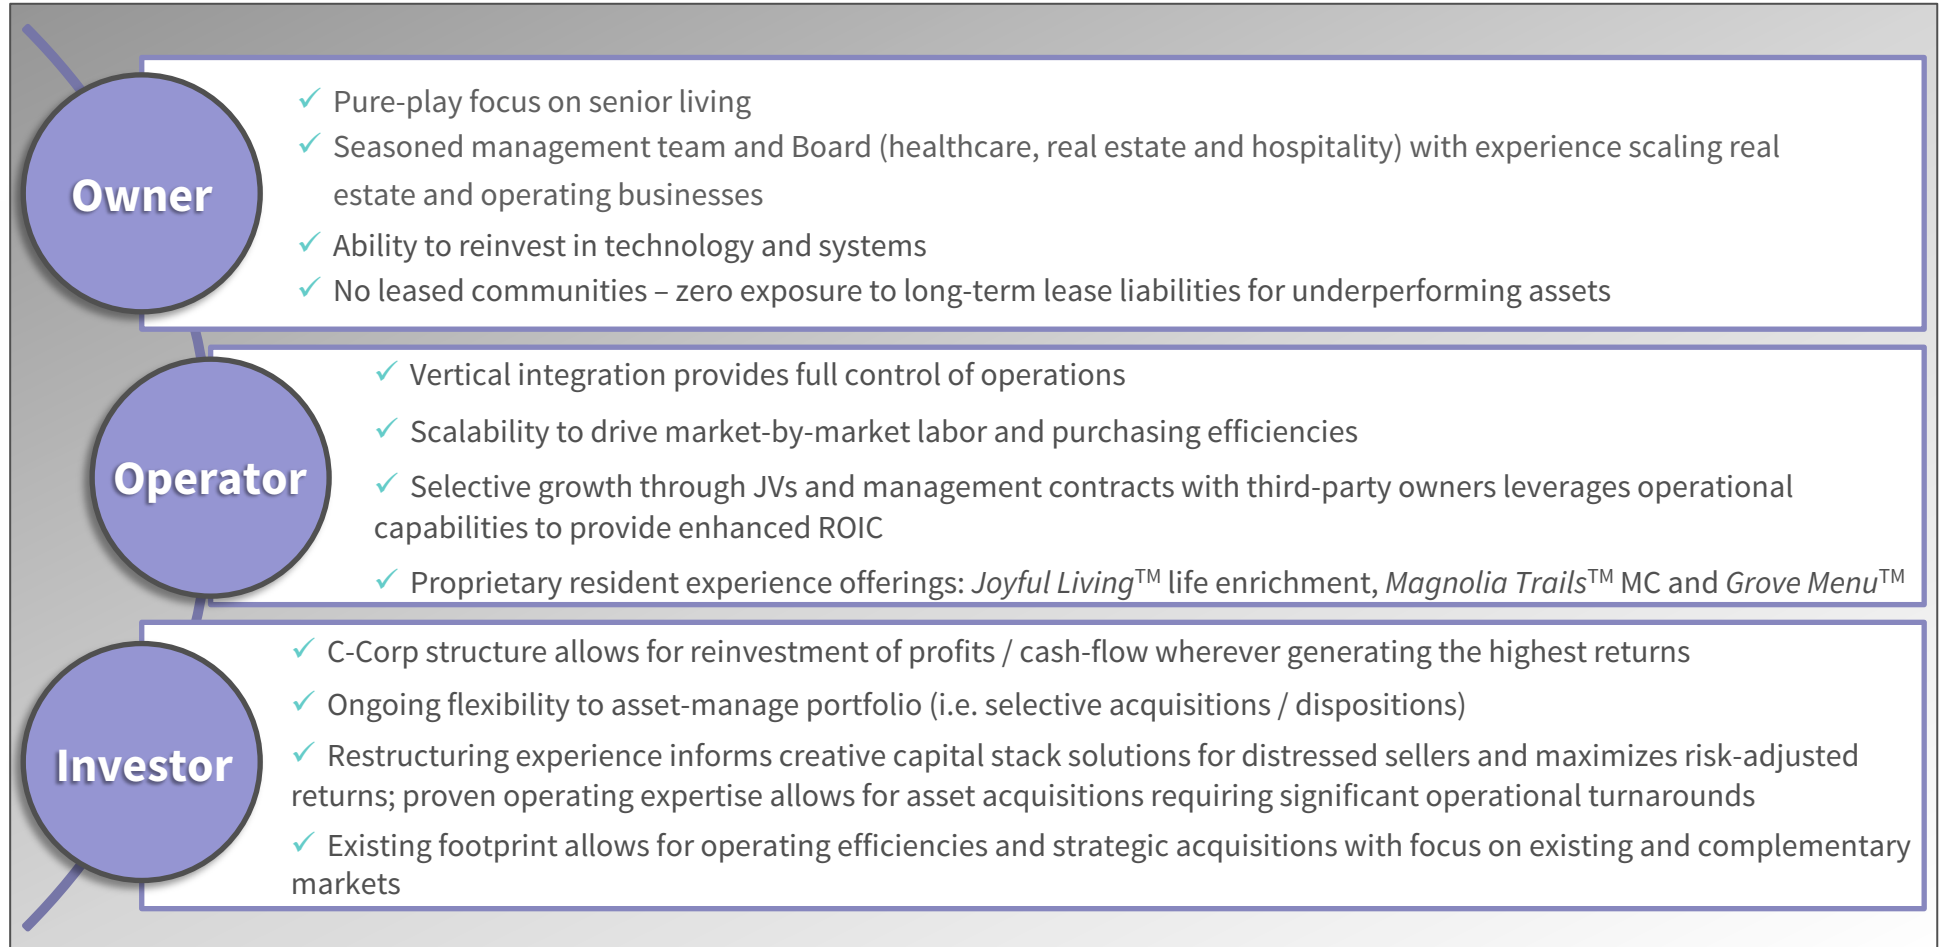 Owner
✓ Pure-play focus on senior living
✓ Seasoned management team and Board (healthcare, real estate and hospitality) with experience scaling real
estate and operating businesses
✓ Ability to reinvest in technology and systems
✓ No leased communities – zero exposure to long-term lease liabilities for underperforming assets
Operator
✓ Vertical integration provides full control of operations
✓ Scalability to drive market-by-market labor and purchasing efficiencies
✓ Selective growth through JVs and management contracts with third-party owners leverages operational
capabilities to provide enhanced ROIC
✓ Proprietary resident experience offerings: Joyful Living™ life enrichment, Magnolia Trails™ MC and Grove Menu™
Investor
✓ C-Corp structure allows for reinvestment of profits / cash-flow wherever generating the highest returns
✓ Ongoing flexibility to asset-manage portfolio (i.e. selective acquisitions / dispositions)
✓ Restructuring experience informs creative capital stack solutions for distressed sellers and maximizes risk-adjusted
returns; proven operating expertise allows for asset acquisitions requiring significant operational turnarounds
✓ Existing footprint allows for operating efficiencies and strategic acquisitions with focus on existing and complementary
markets